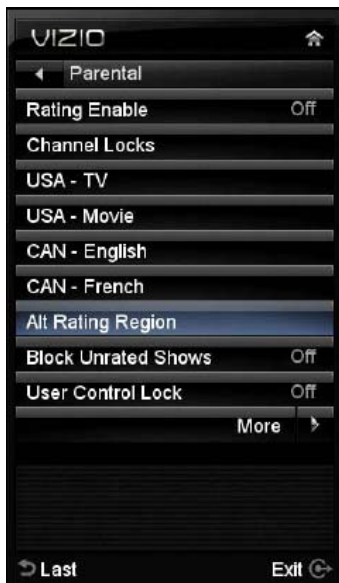 VIZIO
Parental
Rating Enable Off
Channel Locks
USA - TV
USA - Movie
CAN - English
CAN - French
Alt Rating Region
Block Unrated Shows Off
User Control Lock Off
More
Last Exit